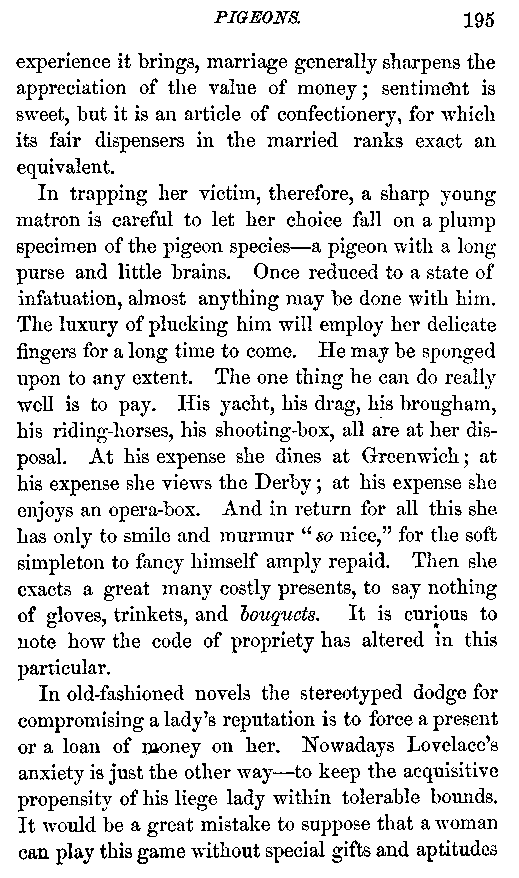 PIGEONS. 195
experience it brings, marriage generally sharpens the
appreciation of the value of money; sentiment is
sweet, but it is an article of confectionery, for which
its fair dispensers in the married ranks exact an
equivalent.
In trapping her victim, therefore, a sharp young
matron is careful to let her choice fall on a plump
specimen of the pigeon species—a pigeon with a long
purse and little brains. Once reduced to a state of
infatuation, almost anything may be done with him.
The luxury of plucking him will employ her delicate
fingers for a long time to come. He may be sponged
upon to any extent. The one thing he can do really
well is to pay. His yacht, his drag, his brougham,
his riding-horses, his shooting-box, all are at her dis-
posal. At his expense she dines at Greenwich; at
his expense she views the Derby; at his expense she
enjoys an opera-box. And in return for all this she
has only to smile and murmur "so nice," for the soft
simpleton to fancy himself amply repaid. Then she
exacts a great many costly presents, to say nothing
of gloves, trinkets, and bouquets. It is curious to
note how the code of propriety has altered in this
particular.
In old-fashioned novels the stereotyped dodge for
compromising a lady's reputation is to force a present
or a loan of money on her. Nowadays Lovelace's
anxiety is just the other way—to keep the acquisitive
propensity of his liege lady within tolerable bounds.
It would be a great mistake to suppose that a woman
can play this game without special gifts and aptitudes